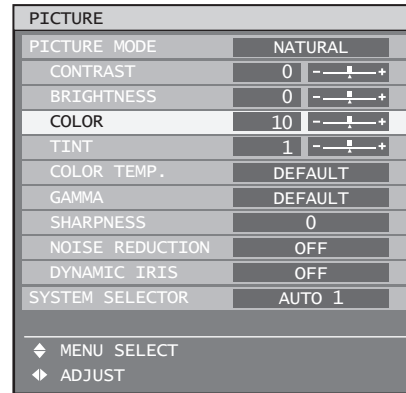 PICTURE
PICTURE MODE NATURAL
CONTRAST 0 - +
BRIGHTNESS 0 - +
COLOR 10 - +
TINT 1 - +
COLOR TEMP. DEFAULT
GAMMA DEFAULT
SHARPNESS 0
NOISE REDUCTION OFF
DYNAMIC IRIS OFF
SYSTEM SELECTOR AUTO 1
MENU SELECT
ADJUST